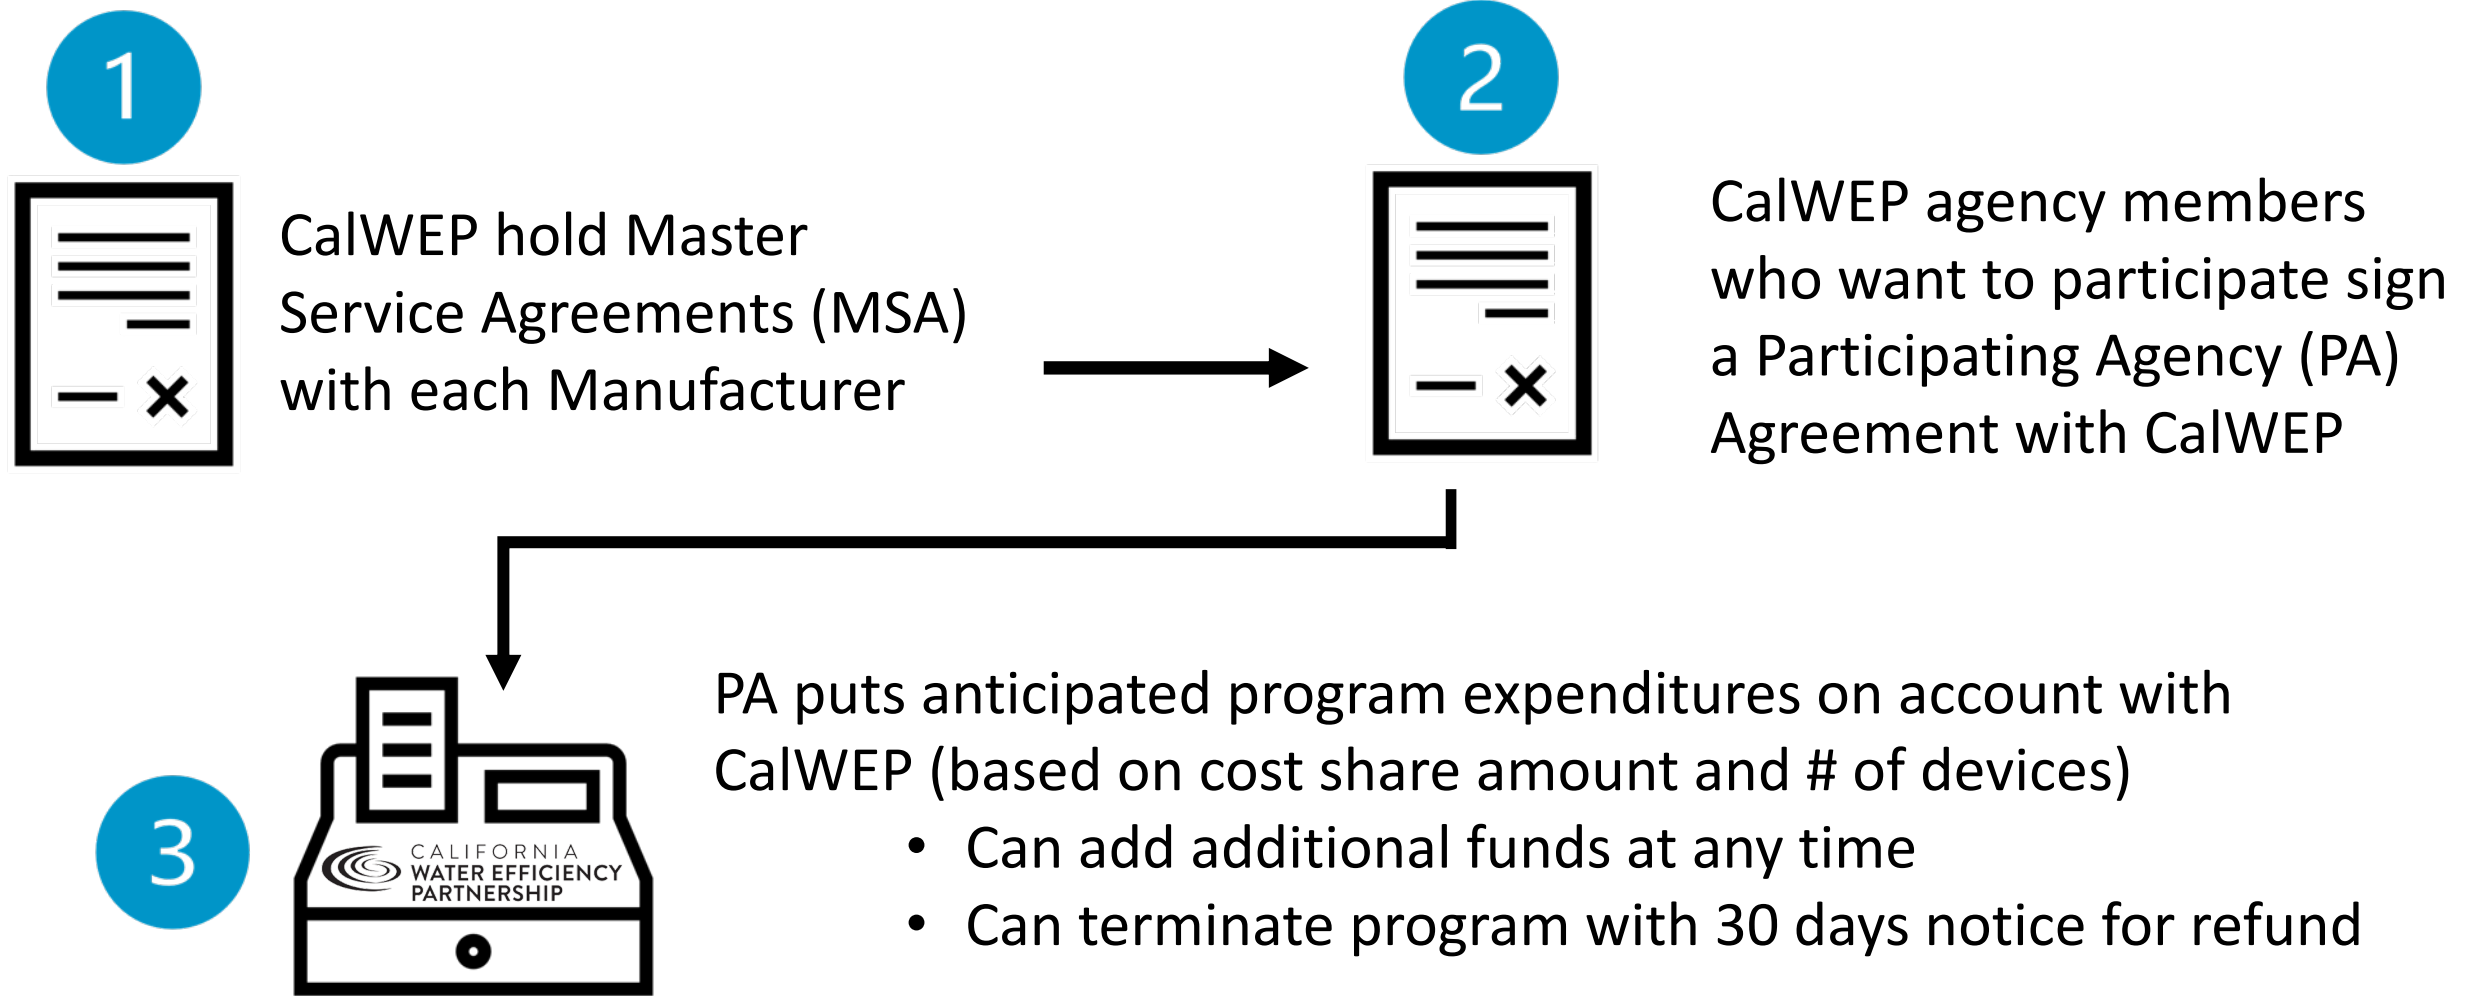 1
CalWEP hold Master
Service Agreements (MSA)
with each Manufacturer
2
CalWEP agency members
who want to participate sign
a Participating Agency (PA)
Agreement with CalWEP
3
CALIFORNIA
WATER EFFICIENCY
PARTNERSHIP
PA puts anticipated program expenditures on account with
CalWEP (based on cost share amount and # of devices)
• Can add additional funds at any time
• Can terminate program with 30 days notice for refund